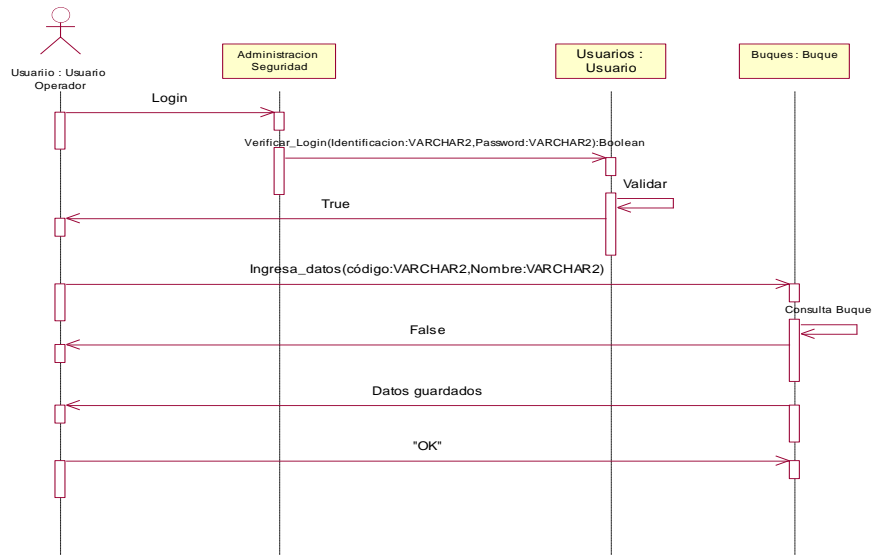 Usuariio : Usuario
Operador
Administracion
Seguridad
Usuarios :
Usuario
Buques : Buque
Login
Verificar_Login(Identificacion:VARCHAR2,Password:VARCHAR2):Boolean
Validar
True
Ingresa_datos(código:VARCHAR2,Nombre:VARCHAR2)
Consulta Buque
False
Datos guardados
"OK"